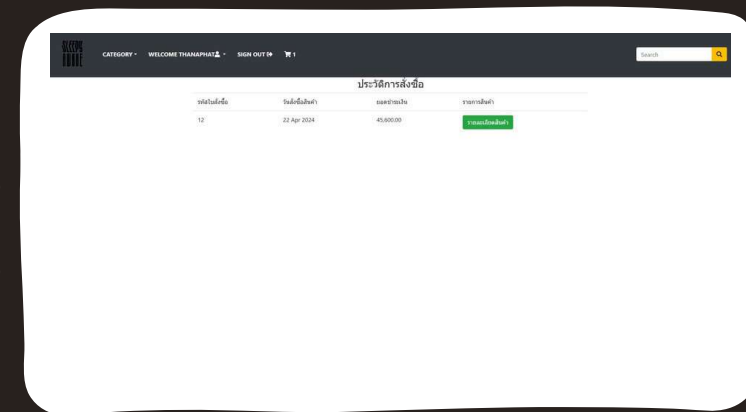 SLEEPY
CATEGORY WELCOME THANAPHAT SIGN OUT 1 Search
ประวัติการสั่งซื้อ
รหัสใบสั่งซื้อ วันสั่งซื้อสินค้า ยอดชำระเงิน รายการสินค้า
12 22 Apr 2024 45,600.00 รายละเอียดสินค้า